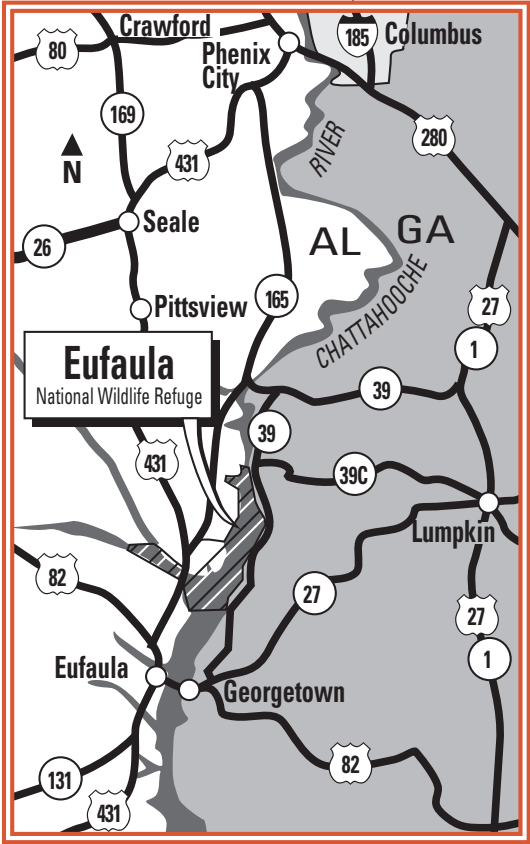 Crawford
80
Phenix
City
185
Columbus
169
280
RIVER
N
431
AL
GA
26
Seale
CHATTAHOOCHE
165
27
Pittsview
1
Eufaula
National Wildlife Refuge
39
39
431
39C
Lumpkin
82
27
27
1
Eufaula
Georgetown
82
131
431